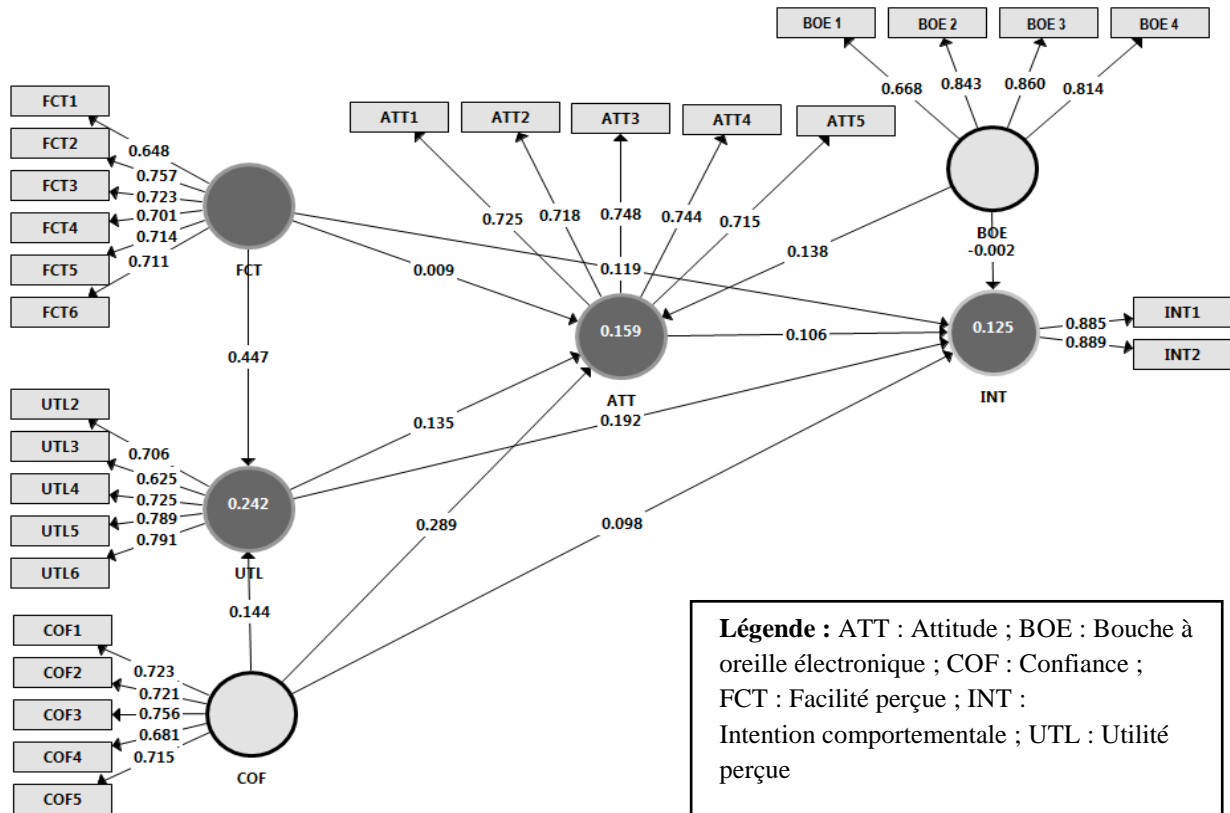 BOE 1
BOE 2
BOE 3
BOE 4
0.668
0.843
0.860
0.814
BOE
-0.002
FCT1
FCT2
FCT3
FCT4
FCT5
FCT6
0.648
0.757
0.723
0.701
0.714
0.711
FCT
ATT1
ATT2
ATT3
ATT4
ATT5
0.725
0.718
0.748
0.744
0.715
0.138
0.119
0.009
0.159
ATT
0.106
0.125
INT
0.885
0.889
INT1
INT2
0.447
0.135
0.192
UTL2
UTL3
UTL4
UTL5
UTL6
0.706
0.625
0.725
0.789
0.791
0.242
UTL
0.289
0.098
0.144
COF1
COF2
COF3
COF4
COF5
0.723
0.721
0.756
0.681
0.715
COF
Légende : ATT : Attitude ; BOE : Bouche à
oreille électronique ; COF : Confiance ;
FCT : Facilité perçue ; INT :
Intention comportementale ; UTL : Utilité
perçue